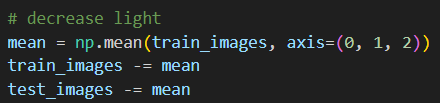 # decrease light
mean = np.mean(train_images, axis=(0, 1, 2))
train_images -= mean
test_images -= mean